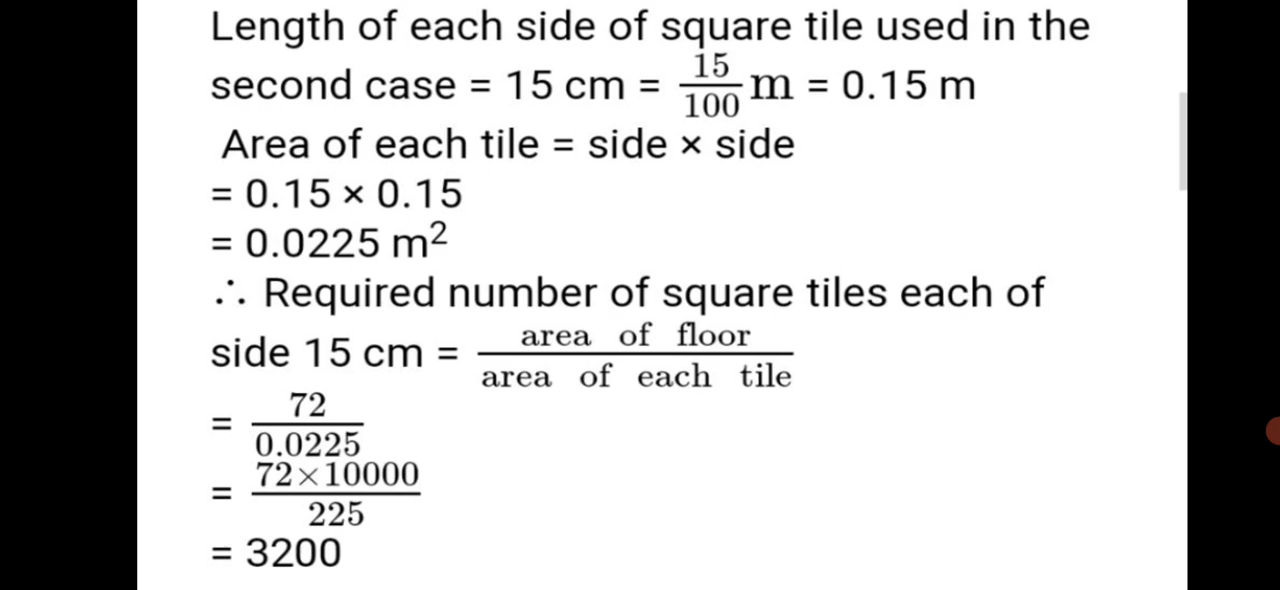 Length of each side of square tile used in the
second case = 15 cm = 15/100 m = 0.15 m
Area of each tile = side × side
= 0.15 × 0.15
= 0.0225 m²
∴ Required number of square tiles each of
side 15 cm = area of floor/area of each tile
= 72/0.0225
= 72×10000/225
= 3200